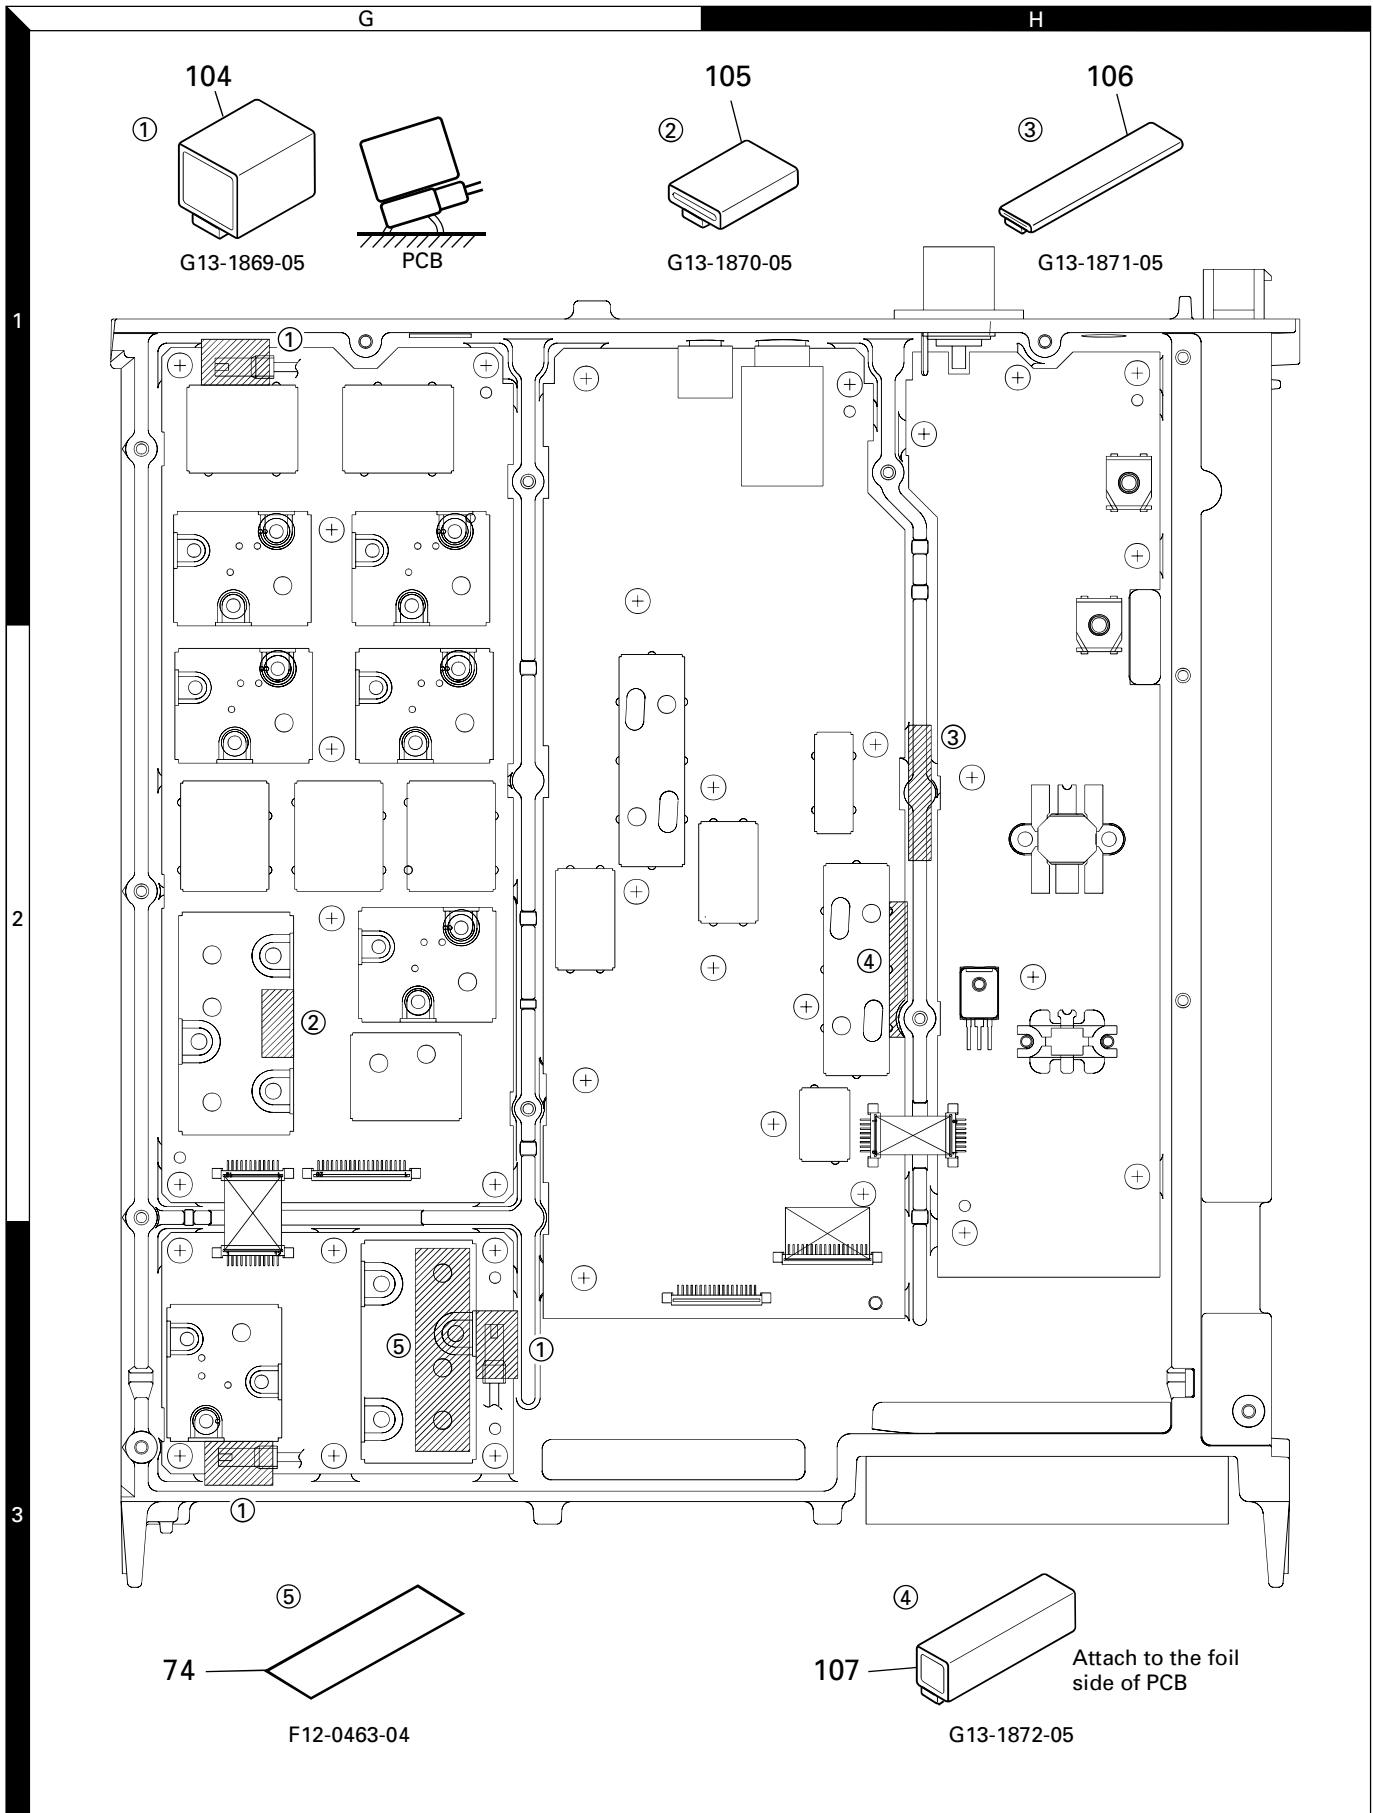 G
H
104
105
106
①
②
③
G13-1869-05
PCB
G13-1870-05
G13-1871-05
1
①
③
2
④
②
⑤
①
①
3
⑤
④
74
107
Attach to the foil
side of PCB
F12-0463-04
G13-1872-05